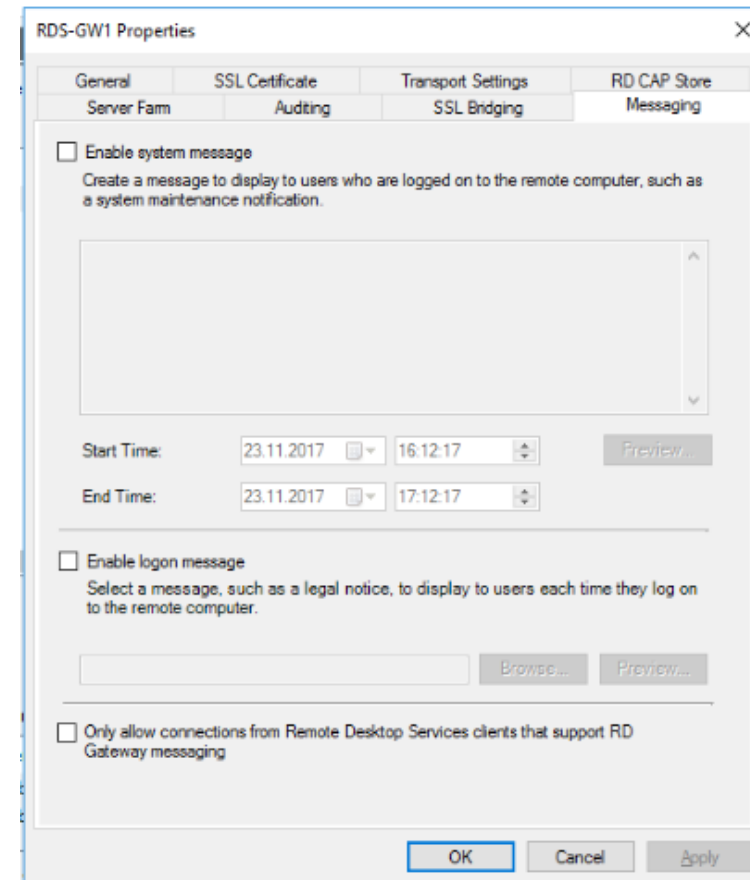 RDS-GW1 Properties
General SSL Certificate Transport Settings RD CAP Store
Server Farm Auditing SSL Bridging Messaging
Enable system message
Create a message to display to users who are logged on to the remote computer, such as
a system maintenance notification.
Start Time: 23.11.2017 16:12:17 Preview...
End Time: 23.11.2017 17:12:17
Enable logon message
Select a message, such as a legal notice, to display to users each time they log on
to the remote computer.
Browse... Preview...
Only allow connections from Remote Desktop Services clients that support RD
Gateway messaging
OK Cancel Apply